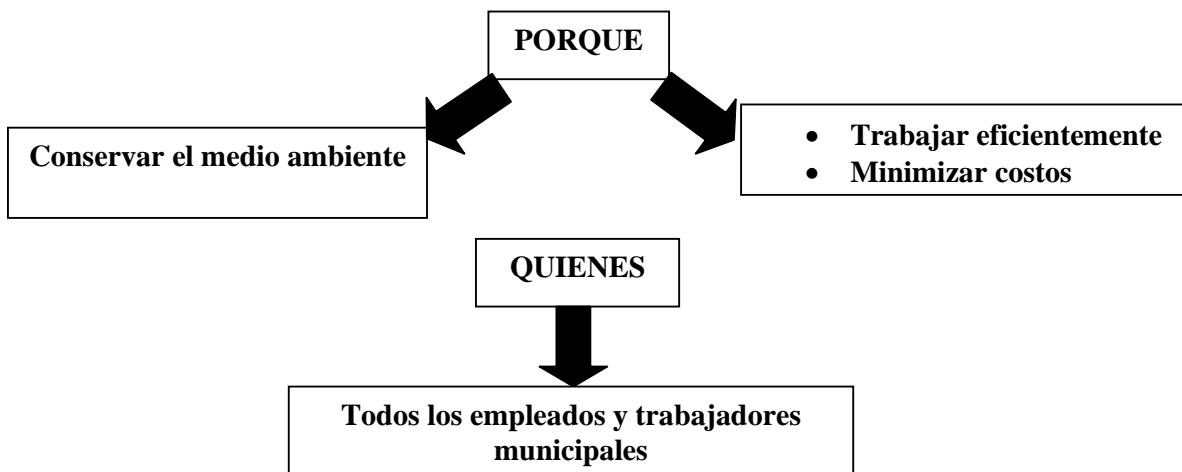 PORQUE
Conservar el medio ambiente
• Trabajar eficientemente
• Minimizar costos
QUIENES
Todos los empleados y trabajadores
municipales